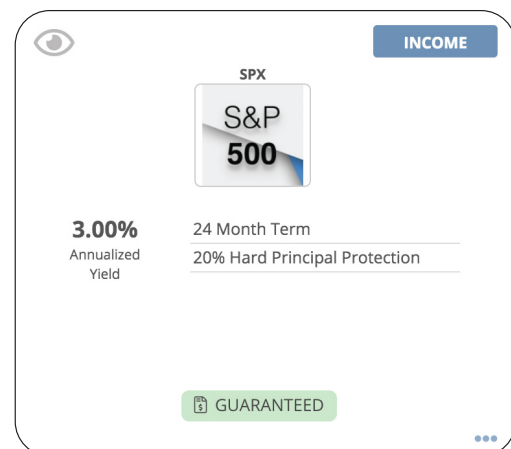 INCOME
SPX
S&P
500
3.00%
Annualized
Yield
24 Month Term
20% Hard Principal Protection
GUARANTEED